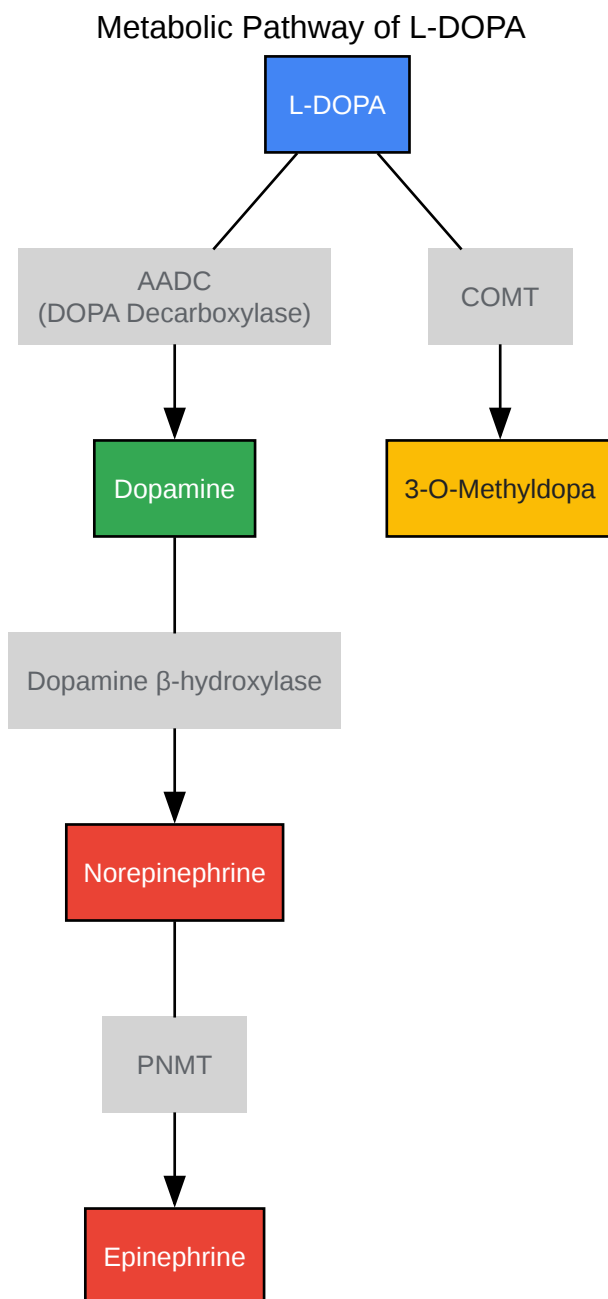 Metabolic Pathway of L-DOPA
L-DOPA
AADC
(DOPA Decarboxylase)
COMT
Dopamine
3-O-Methyldopa
Dopamine β-hydroxylase
Norepinephrine
PNMT
Epinephrine